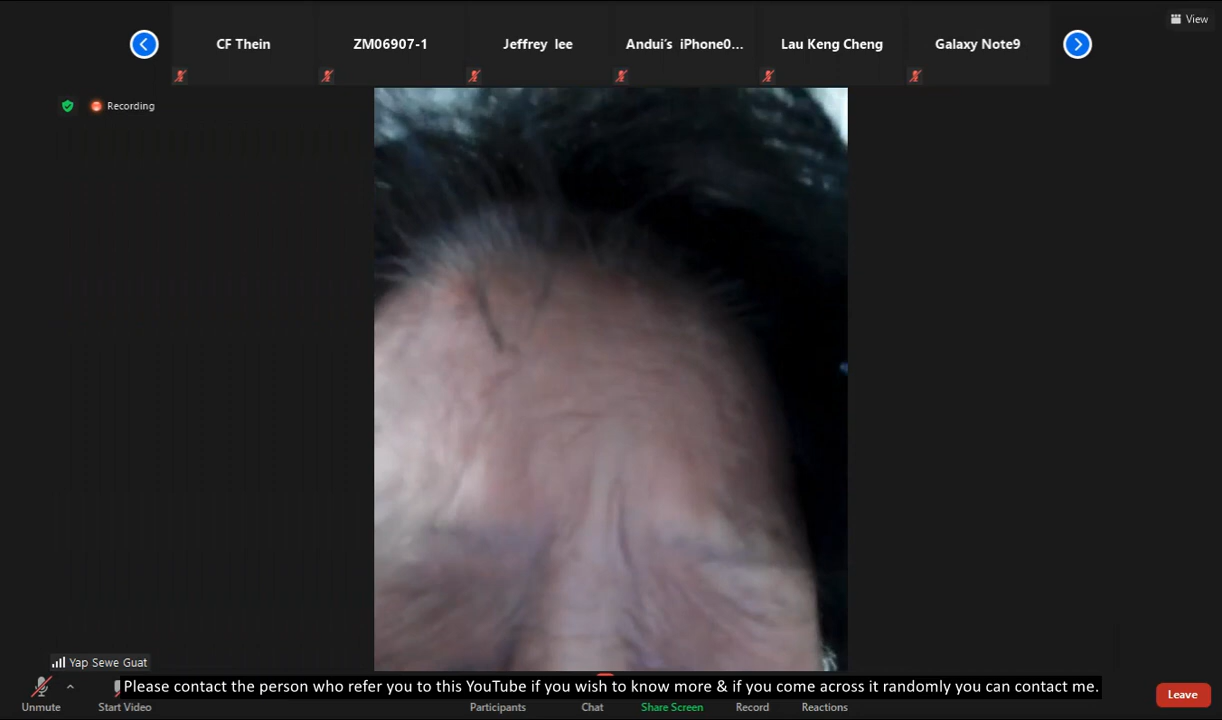 View
CF Thein
ZM06907-1
Jeffrey lee
Andui's iPhone0...
Lau Keng Cheng
Galaxy Note9
Recording
Yap Sewe Guat
Please contact the person who refer you to this YouTube if you wish to know more & if you come across it randomly you can contact me.
Unmute
Start Video
Participants
Chat
Share Screen
Record
Reactions
Leave